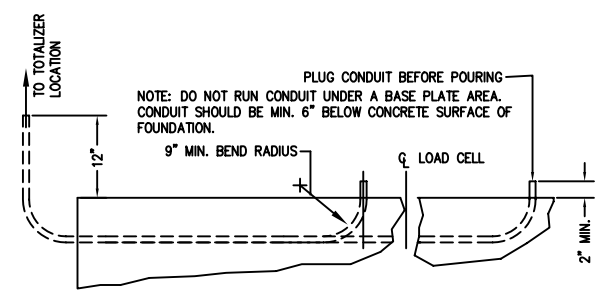 TO TOTALIZER
LOCATION
PLUG CONDUIT BEFORE POURING
NOTE: DO NOT RUN CONDUIT UNDER A BASE PLATE AREA.
CONDUIT SHOULD BE MIN. 6" BELOW CONCRETE SURFACE OF
FOUNDATION.
12"
9" MIN. BEND RADIUS
℄ LOAD CELL
2" MIN.